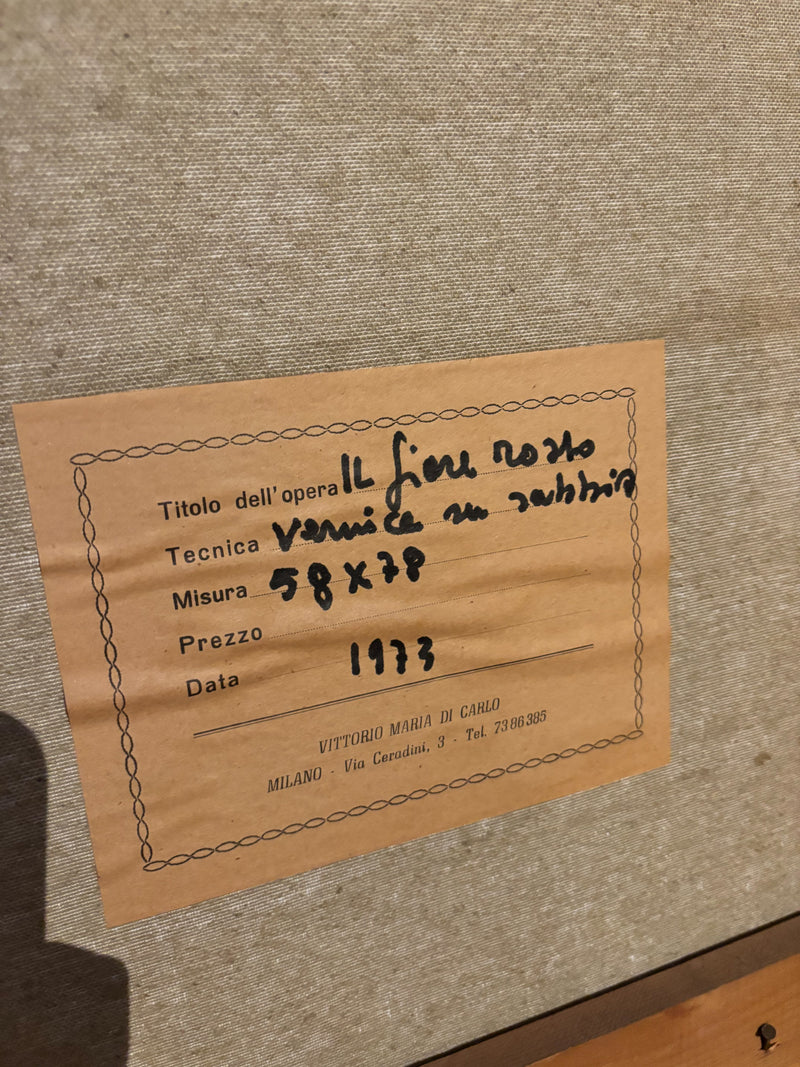 Titolo dell'opera IL fiore rosso
Tecnica vernice su sabbia
Misura 58X78
Prezzo
Data 1973
VITTORIO MARIA DI CARLO
MILANO - Via Ceradini, 3 - Tel. 7386385